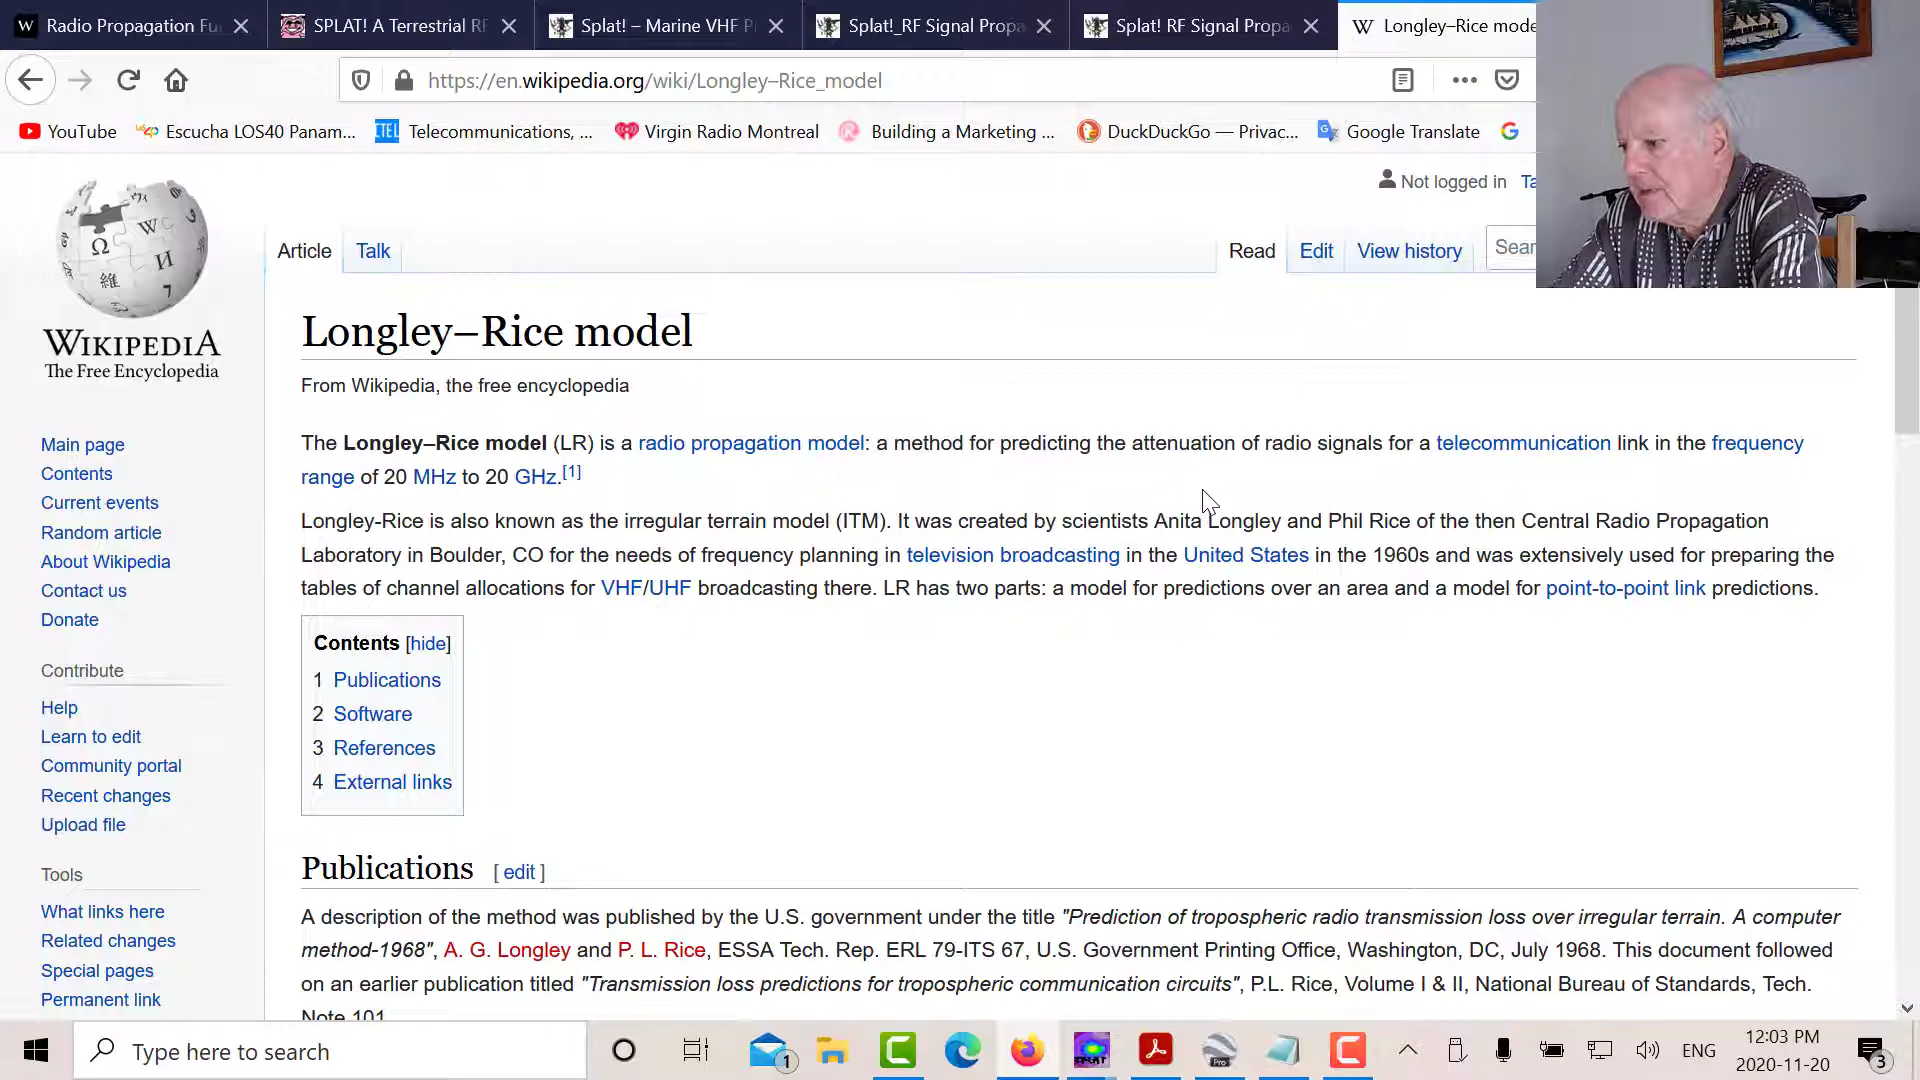 Radio Propagation Fu
SPLAT! A Terrestrial RF
Splat! – Marine VHF P
Splat!_RF Signal Propa
Splat! RF Signal Propa
Longley–Rice mode
https://en.wikipedia.org/wiki/Longley–Rice_model
YouTube
Escucha LOS40 Panam...
Telecommunications, ...
Virgin Radio Montreal
Building a Marketing ...
DuckDuckGo — Privac...
Google Translate
Not logged in
Ta
Article
Talk
Read
Edit
View history
Sear
WIKIPEDIA
The Free Encyclopedia
Main page
Contents
Current events
Random article
About Wikipedia
Contact us
Donate
Contribute
Help
Learn to edit
Community portal
Recent changes
Upload file
Tools
What links here
Related changes
Special pages
Permanent link
Longley–Rice model
From Wikipedia, the free encyclopedia
The Longley–Rice model (LR) is a radio propagation model: a method for predicting the attenuation of radio signals for a telecommunication link in the frequency
range of 20 MHz to 20 GHz.[1]
Longley-Rice is also known as the irregular terrain model (ITM). It was created by scientists Anita Longley and Phil Rice of the then Central Radio Propagation
Laboratory in Boulder, CO for the needs of frequency planning in television broadcasting in the United States in the 1960s and was extensively used for preparing the
tables of channel allocations for VHF/UHF broadcasting there. LR has two parts: a model for predictions over an area and a model for point-to-point link predictions.
Contents [hide]
1 Publications
2 Software
3 References
4 External links
Publications [ edit ]
A description of the method was published by the U.S. government under the title "Prediction of tropospheric radio transmission loss over irregular terrain. A computer
method-1968", A. G. Longley and P. L. Rice, ESSA Tech. Rep. ERL 79-ITS 67, U.S. Government Printing Office, Washington, DC, July 1968. This document followed
on an earlier publication titled "Transmission loss predictions for tropospheric communication circuits", P.L. Rice, Volume I & II, National Bureau of Standards, Tech.
Note 101
Type here to search
1
SPLAT
Pro
ENG
12:03 PM
2020-11-20
3